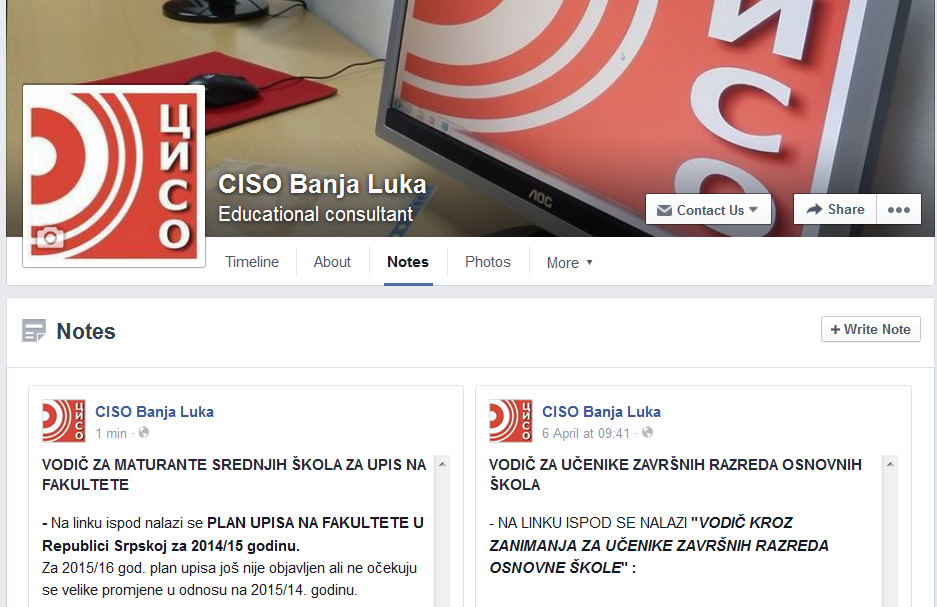 И
С
О
AOC
Ц
И
С
О
CISO Banja Luka
Educational consultant
Contact Us
Share
Timeline
About
Notes
Photos
More
Notes
+ Write Note
ЦИСО
CISO Banja Luka
1 min ·
VODIČ ZA MATURANTE SREDNJIH ŠKOLA ZA UPIS NA
FAKULTETE
- Na linku ispod nalazi se PLAN UPISA NA FAKULTETE U
Republici Srpskoj za 2014/15 godinu.
Za 2015/16 god. plan upisa još nije objavljen ali ne očekuju
se velike promjene u odnosu na 2015/14. godinu.
ЦИСО
CISO Banja Luka
6 April at 09:41 ·
VODIČ ZA UČENIKE ZAVRŠNIH RAZREDA OSNOVNIH
ŠKOLA
- NA LINKU ISPOD SE NALAZI "VODIČ KROZ
ZANIMANJA ZA UČENIKE ZAVRŠNIH RAZREDA
OSNOVNE ŠKOLE" :